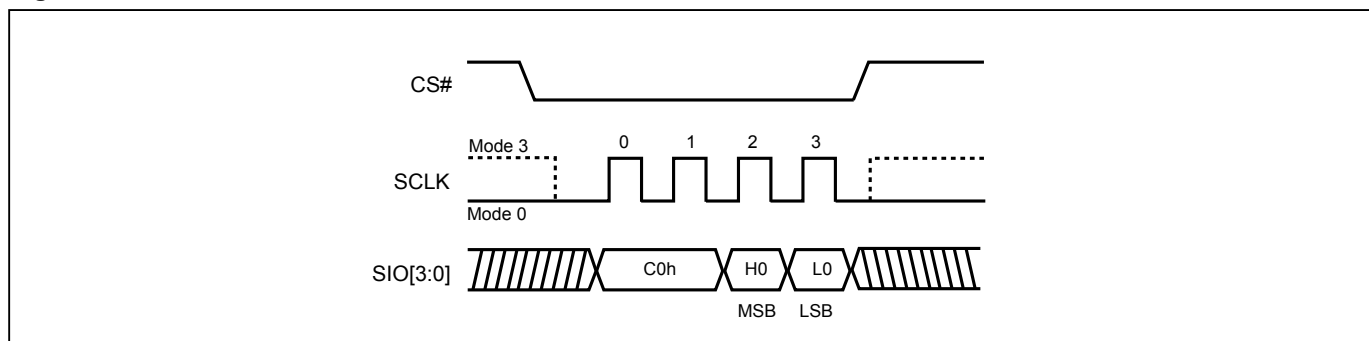 CS#
Mode 3 0 1 2 3
SCLK
Mode 0
SIO[3:0] C0h H0 L0
MSB LSB